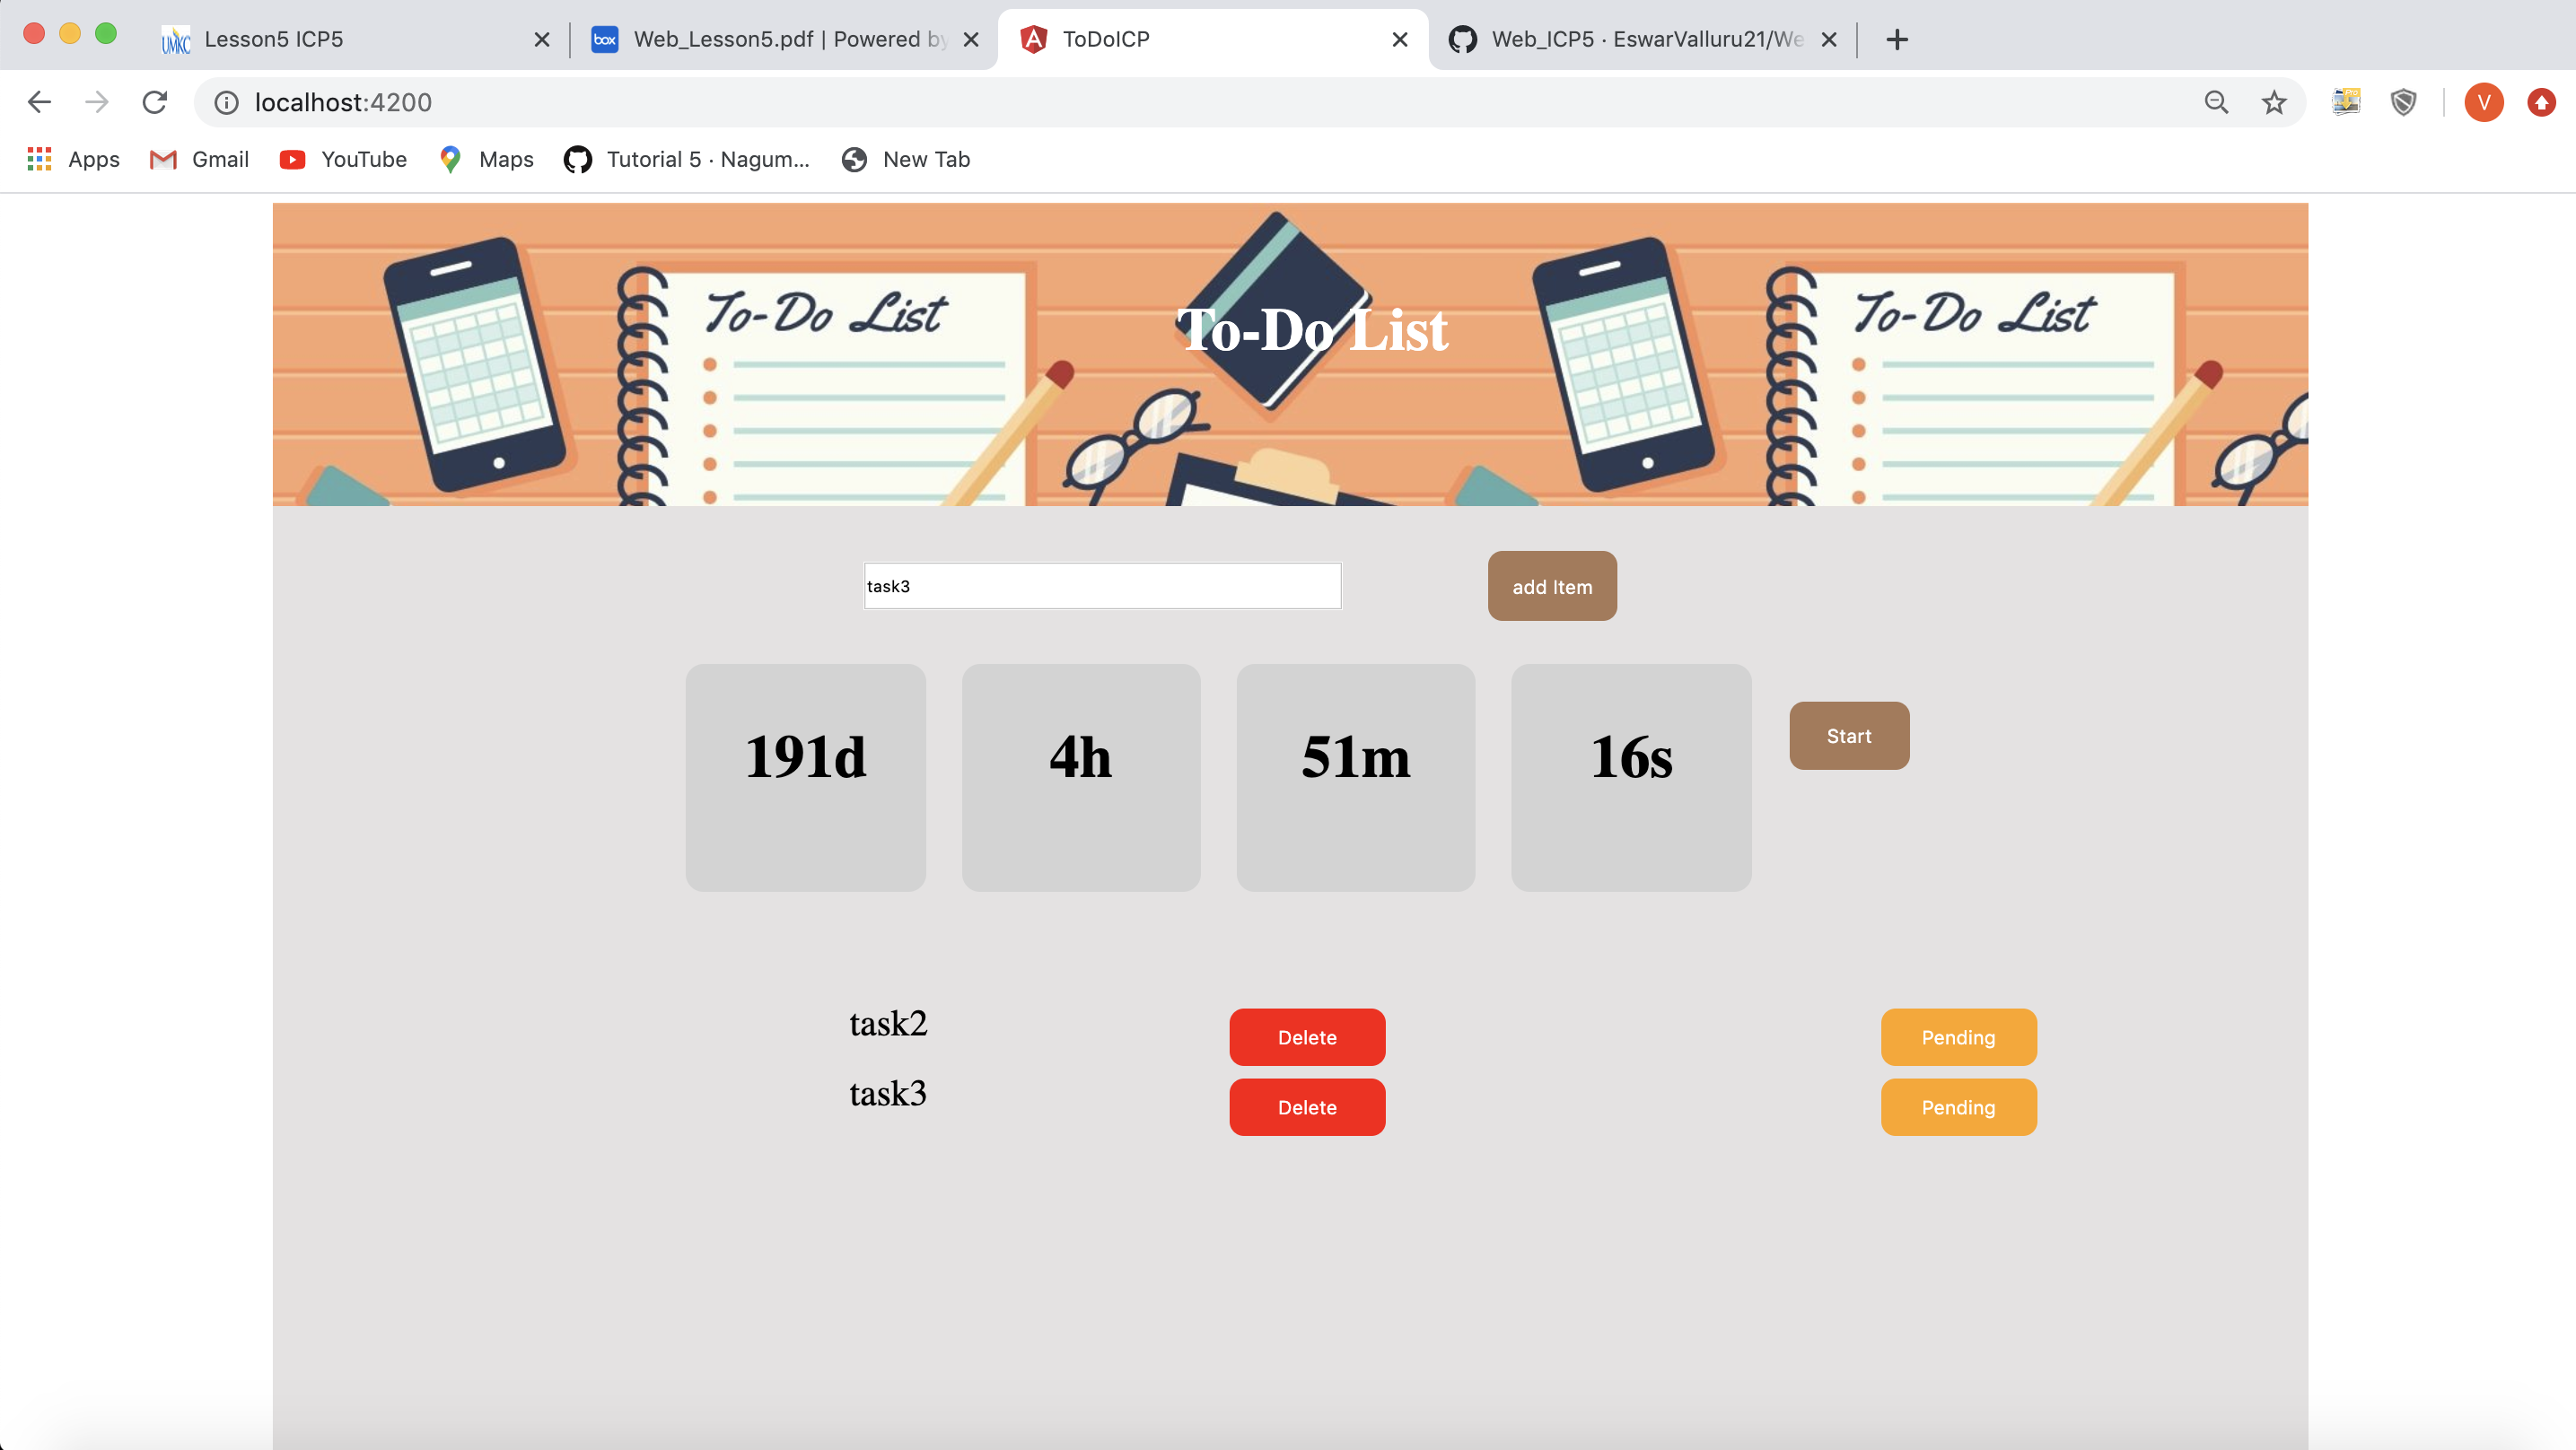 Lesson5 ICP5
box Web_Lesson5.pdf | Powered by
ToDoICP
Web_ICP5 · EswarValluru21/We
localhost:4200
V
Apps
Gmail
YouTube
Maps
Tutorial 5 · Nagum...
New Tab
To-Do List
To-Do List
To-Do List
task3
add Item
191d
4h
51m
16s
Start
task2
Delete
Pending
task3
Delete
Pending